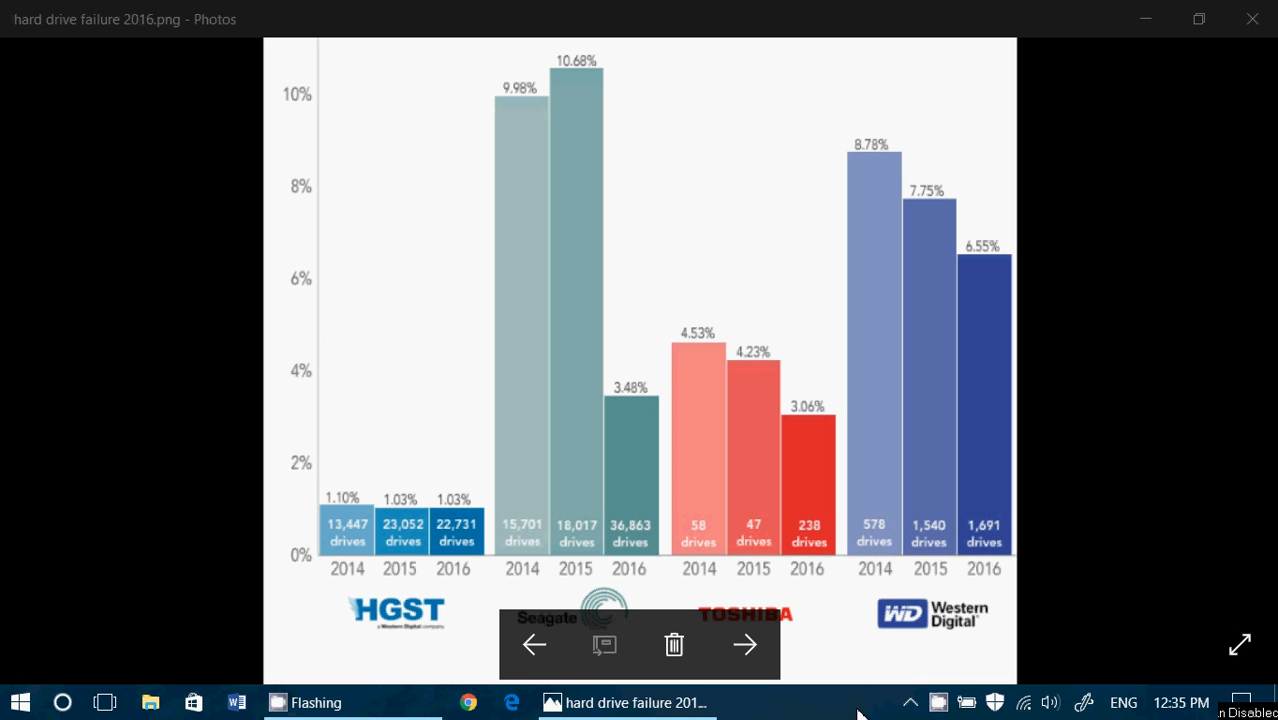 hard drive failure 2016.png - Photos
10.68%
9.98%
10%
8.78%
8%
7.75%
6.55%
6%
4.53%
4.23%
4%
3.48%
3.06%
2%
1.10% 1.03% 1.03%
13,447 drives
23,052 drives
22,731 drives
15,701 drives
18,017 drives
36,863 drives
58 drives
47 drives
238 drives
578 drives
1,540 drives
1,691 drives
0%
2014 2015 2016 2014 2015 2016 2014 2015 2016 2014 2015 2016
HGST
a Western Digital company
Seagate
TOSHIBA
WD Western Digital
Flashing
hard drive failure 201...
ENG
12:35 PM
n Disabled